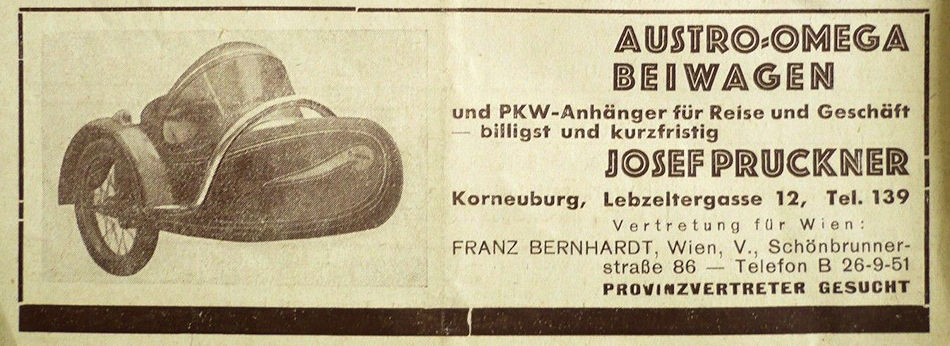 AUSTRO-OMEGA
BEIWAGEN
und PKW-Anhänger für Reise und Geschäft
— billigst und kurzfristig
JOSEF PRUCKNER
Korneuburg, Lebzeltergasse 12, Tel. 139
Vertretung für Wien:
FRANZ BERNHARDT, Wien, V., Schönbrunner-
straße 86 — Telefon B 26-9-51
PROVINZVERTRETER GESUCHT